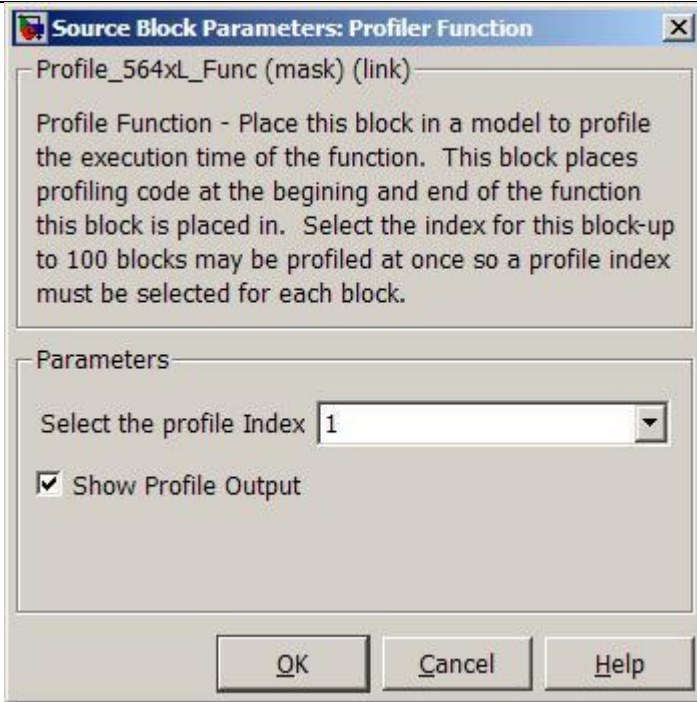 Source Block Parameters: Profiler Function
Profile_564xL_Func (mask) (link)
Profile Function - Place this block in a model to profile
the execution time of the function. This block places
profiling code at the begining and end of the function
this block is placed in. Select the index for this block-up
to 100 blocks may be profiled at once so a profile index
must be selected for each block.
Parameters
Select the profile Index 1
Show Profile Output
OK Cancel Help